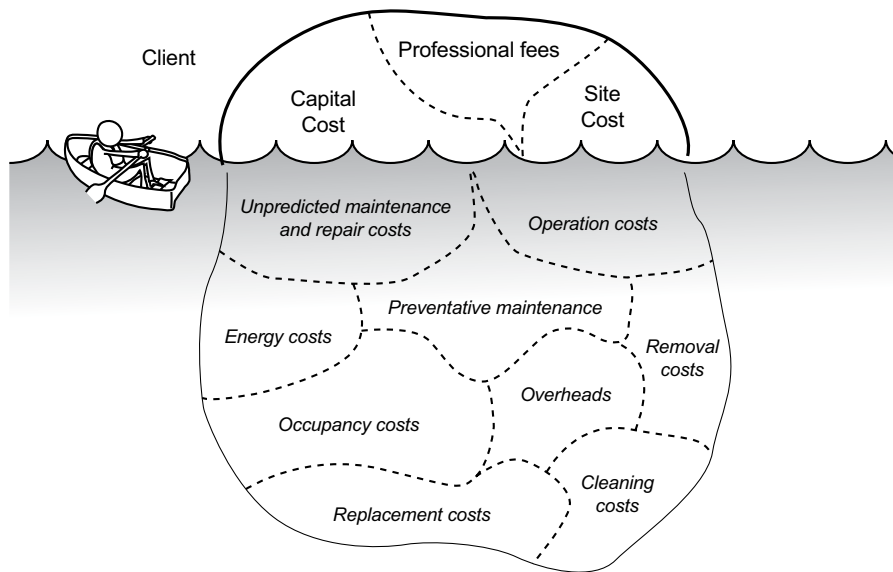 Client
Professional fees
Capital
Cost
Site
Cost
Unpredicted maintenance
and repair costs
Operation costs
Preventative maintenance
Energy costs
Removal
costs
Overheads
Occupancy costs
Cleaning
costs
Replacement costs